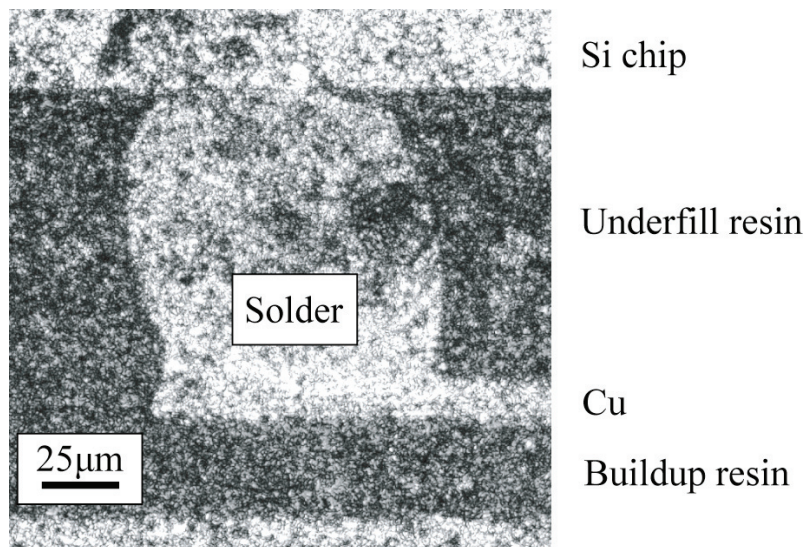 Si chip
Underfill resin
Solder
Cu
25μm
Buildup resin